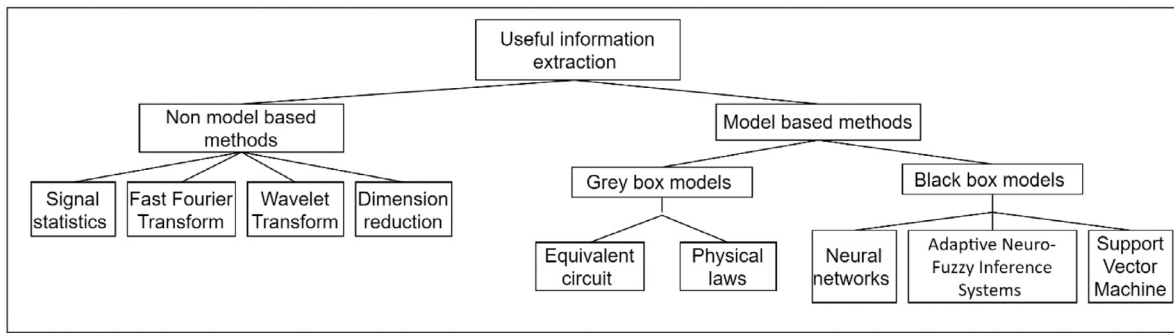 Useful information
extraction
Non model based
methods
Model based methods
Signal
statistics
Fast Fourier
Transform
Wavelet
Transform
Dimension
reduction
Grey box models
Black box models
Equivalent
circuit
Physical
laws
Neural
networks
Adaptive Neuro-
Fuzzy Inference
Systems
Support
Vector
Machine